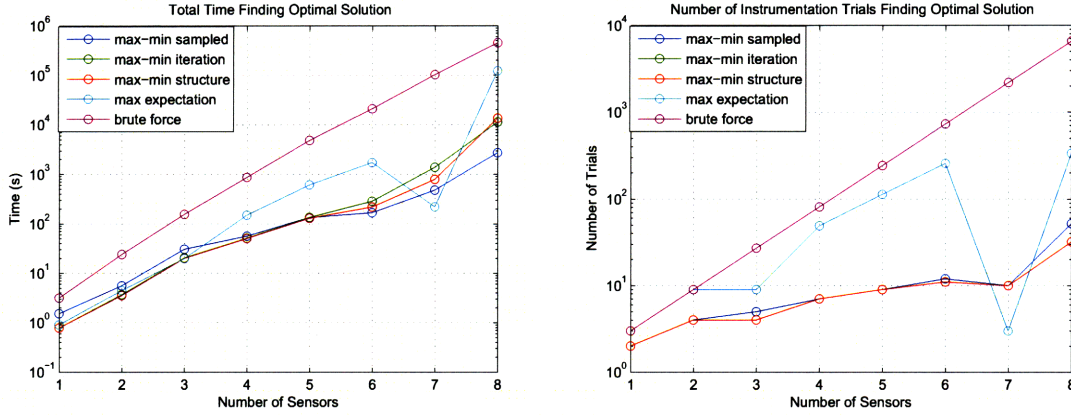 Total Time Finding Optimal Solution
10^6
10^5
10^4
10^3
10^2
10^1
10^0
10^-1
Time (s)
max-min sampled
max-min iteration
max-min structure
max expectation
brute force
1 2 3 4 5 6 7 8
Number of Sensors
Number of Instrumentation Trials Finding Optimal Solution
10^4
10^3
10^2
10^1
10^0
Number of Trials
max-min sampled
max-min iteration
max-min structure
max expectation
brute force
1 2 3 4 5 6 7 8
Number of Sensors